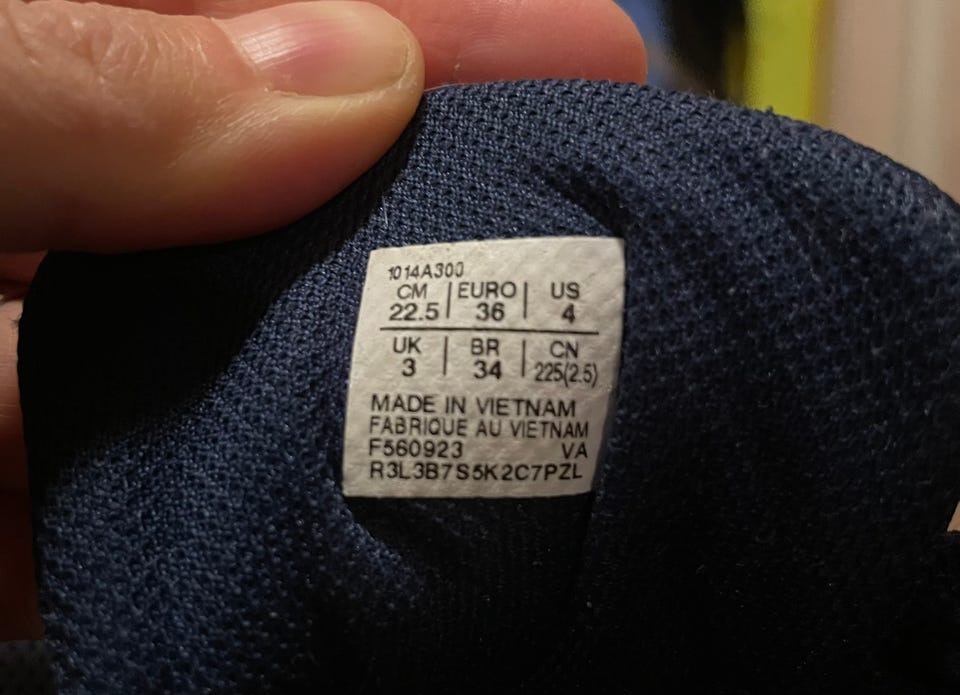 1014A300
CM | EURO | US
22.5 | 36 | 4
UK | BR | CN
3 | 34 | 225(2.5)
MADE IN VIETNAM
FABRIQUE AU VIETNAM
F560923 VA
R3L3B7S5K2C7PZL